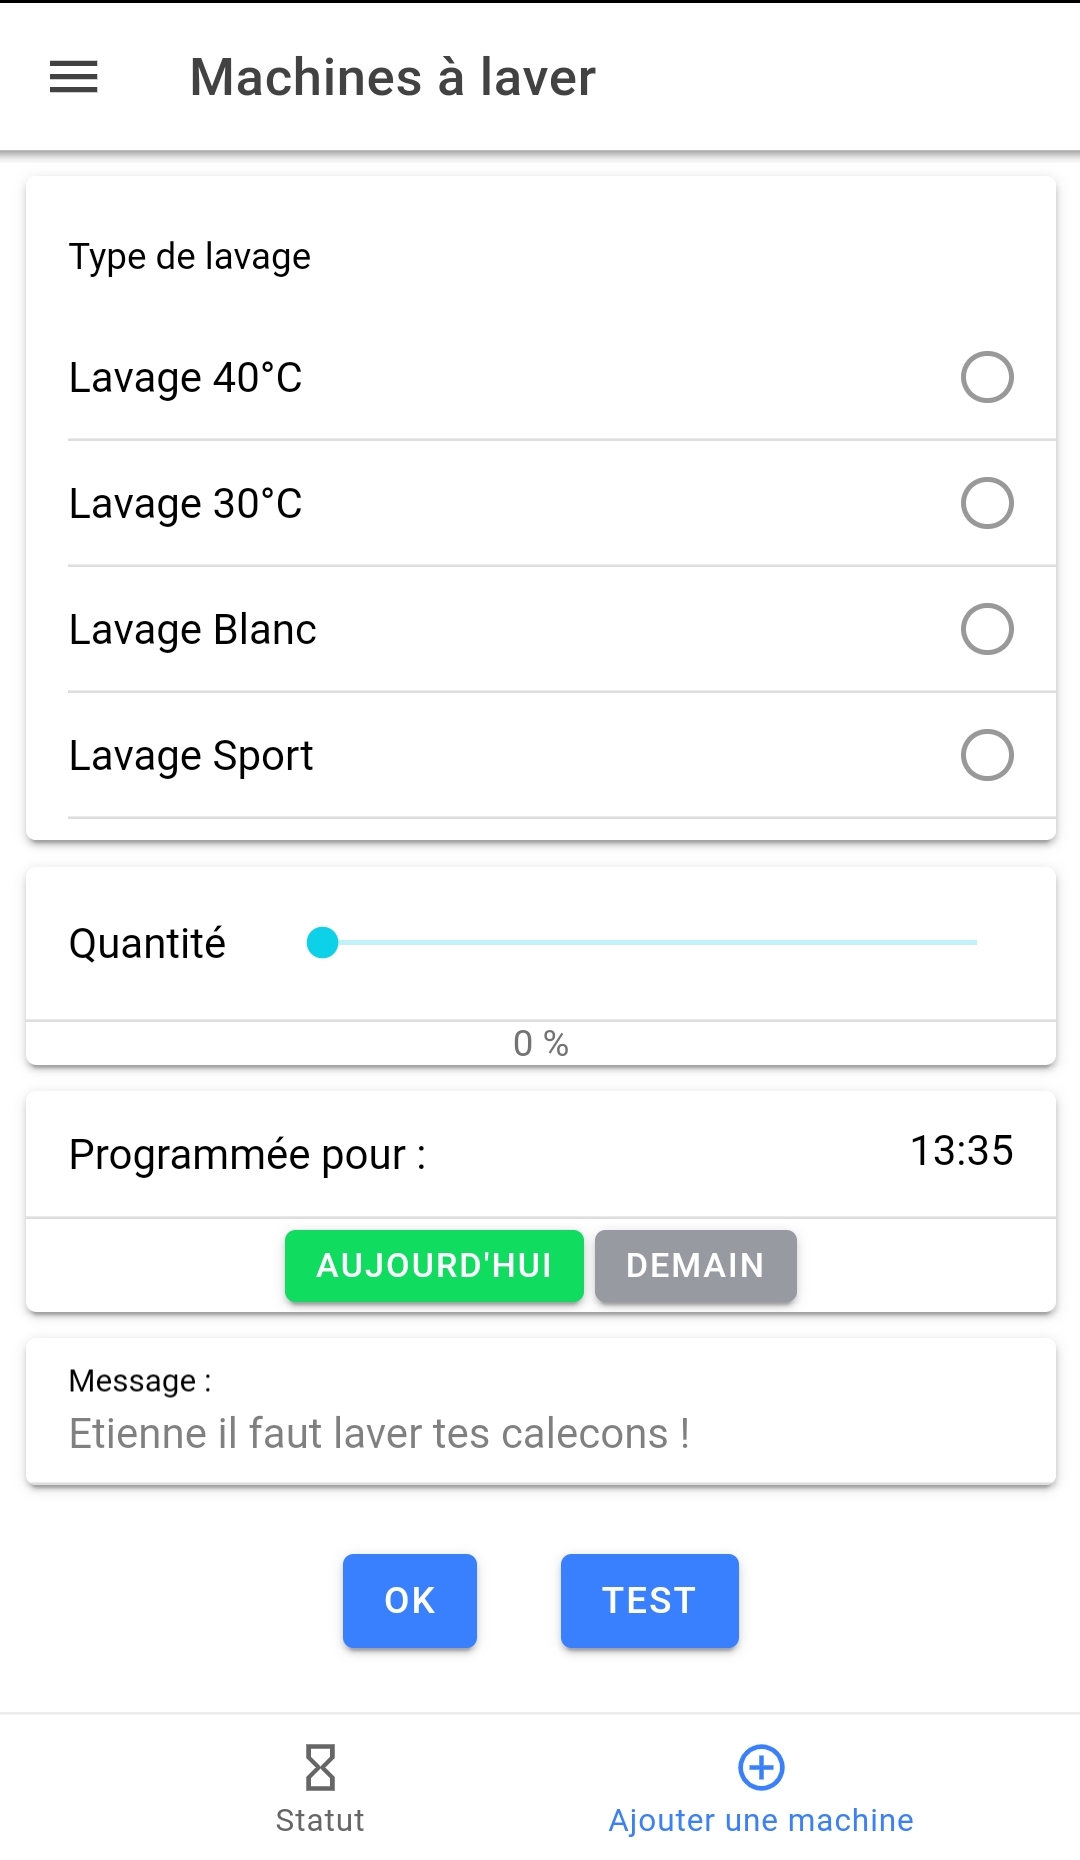 Machines à laver
Type de lavage
Lavage 40°C
Lavage 30°C
Lavage Blanc
Lavage Sport
Quantité
0 %
Programmée pour :
13:35
AUJOURD'HUI
DEMAIN
Message :
Etienne il faut laver tes calecons !
OK
TEST
Statut
Ajouter une machine